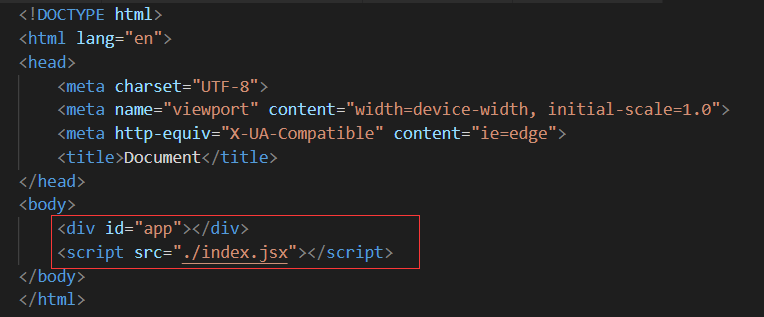 <!DOCTYPE html>
<html lang="en">
<head>
    <meta charset="UTF-8">
    <meta name="viewport" content="width=device-width, initial-scale=1.0">
    <meta http-equiv="X-UA-Compatible" content="ie=edge">
    <title>Document</title>
</head>
<body>
    <div id="app"></div>
    <script src="./index.jsx"></script>
</body>
</html>